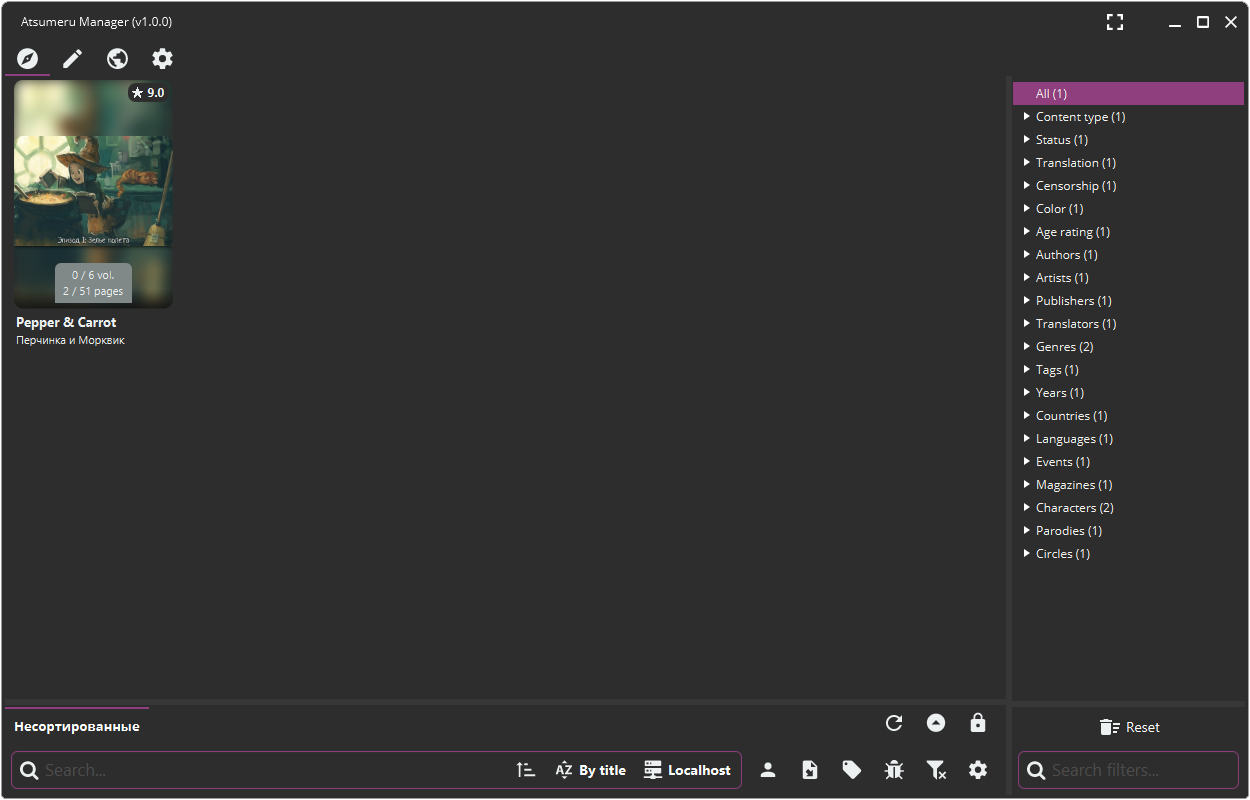 Atsumeru Manager (v1.0.0)
9.0
Эпизод 1: Зелье полёта
0 / 6 vol.
2 / 51 pages
Pepper & Carrot
Перчинка и Морквик
All (1)
Content type (1)
Status (1)
Translation (1)
Censorship (1)
Color (1)
Age rating (1)
Authors (1)
Artists (1)
Publishers (1)
Translators (1)
Genres (2)
Tags (1)
Years (1)
Countries (1)
Languages (1)
Events (1)
Magazines (1)
Characters (2)
Parodies (1)
Circles (1)
Несортированные
Reset
Search...
AZ By title
Localhost
Search filters...